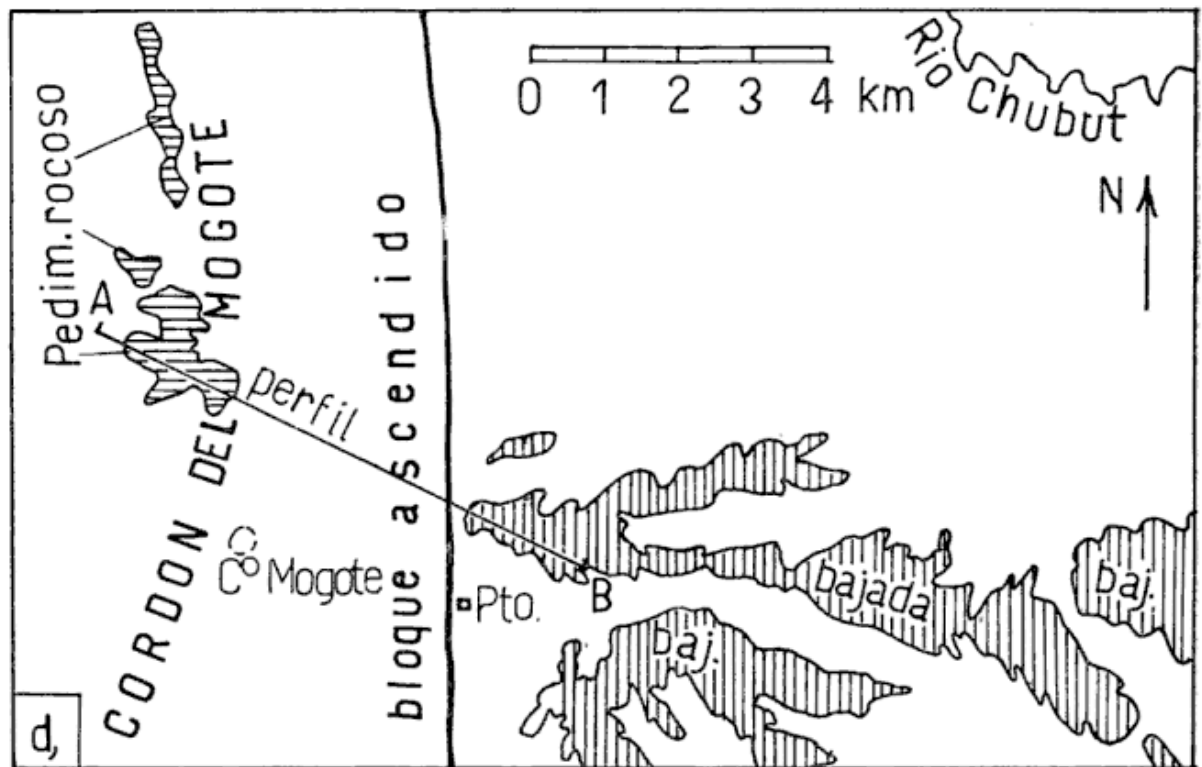 Rio Chubut
0 1 2 3 4 km
N
Pedim. rocoso
A
CORDON DEL MOGOTE
perfil
bloque ascendido
C° Mogote
Pto.
B
bajada
baj.
baj.
d,